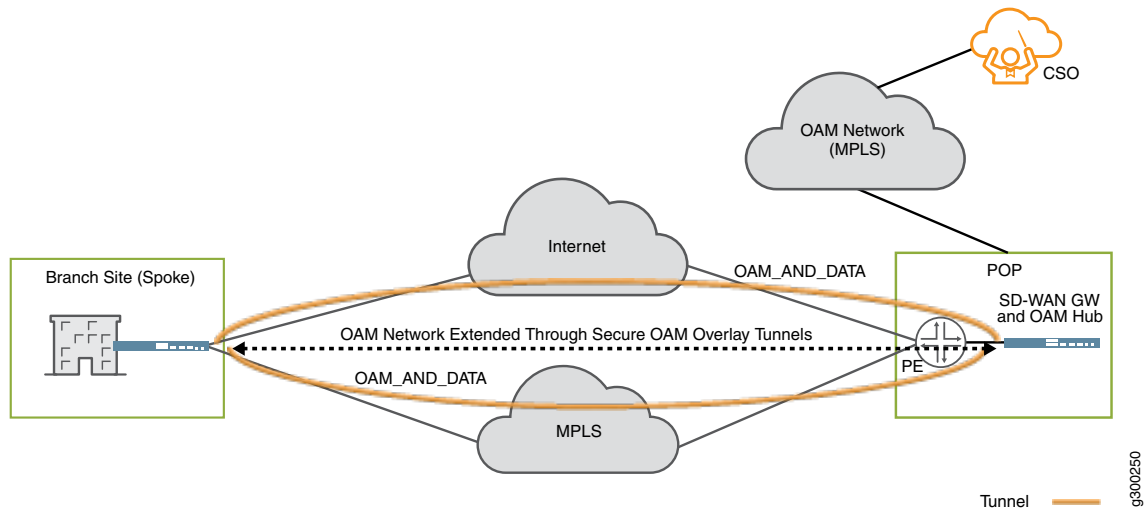 CSO
OAM Network
(MPLS)
Internet
Branch Site (Spoke)
OAM_AND_DATA
POP
SD-WAN GW
and OAM Hub
OAM Network Extended Through Secure OAM Overlay Tunnels
PE
OAM_AND_DATA
MPLS
Tunnel
g300250